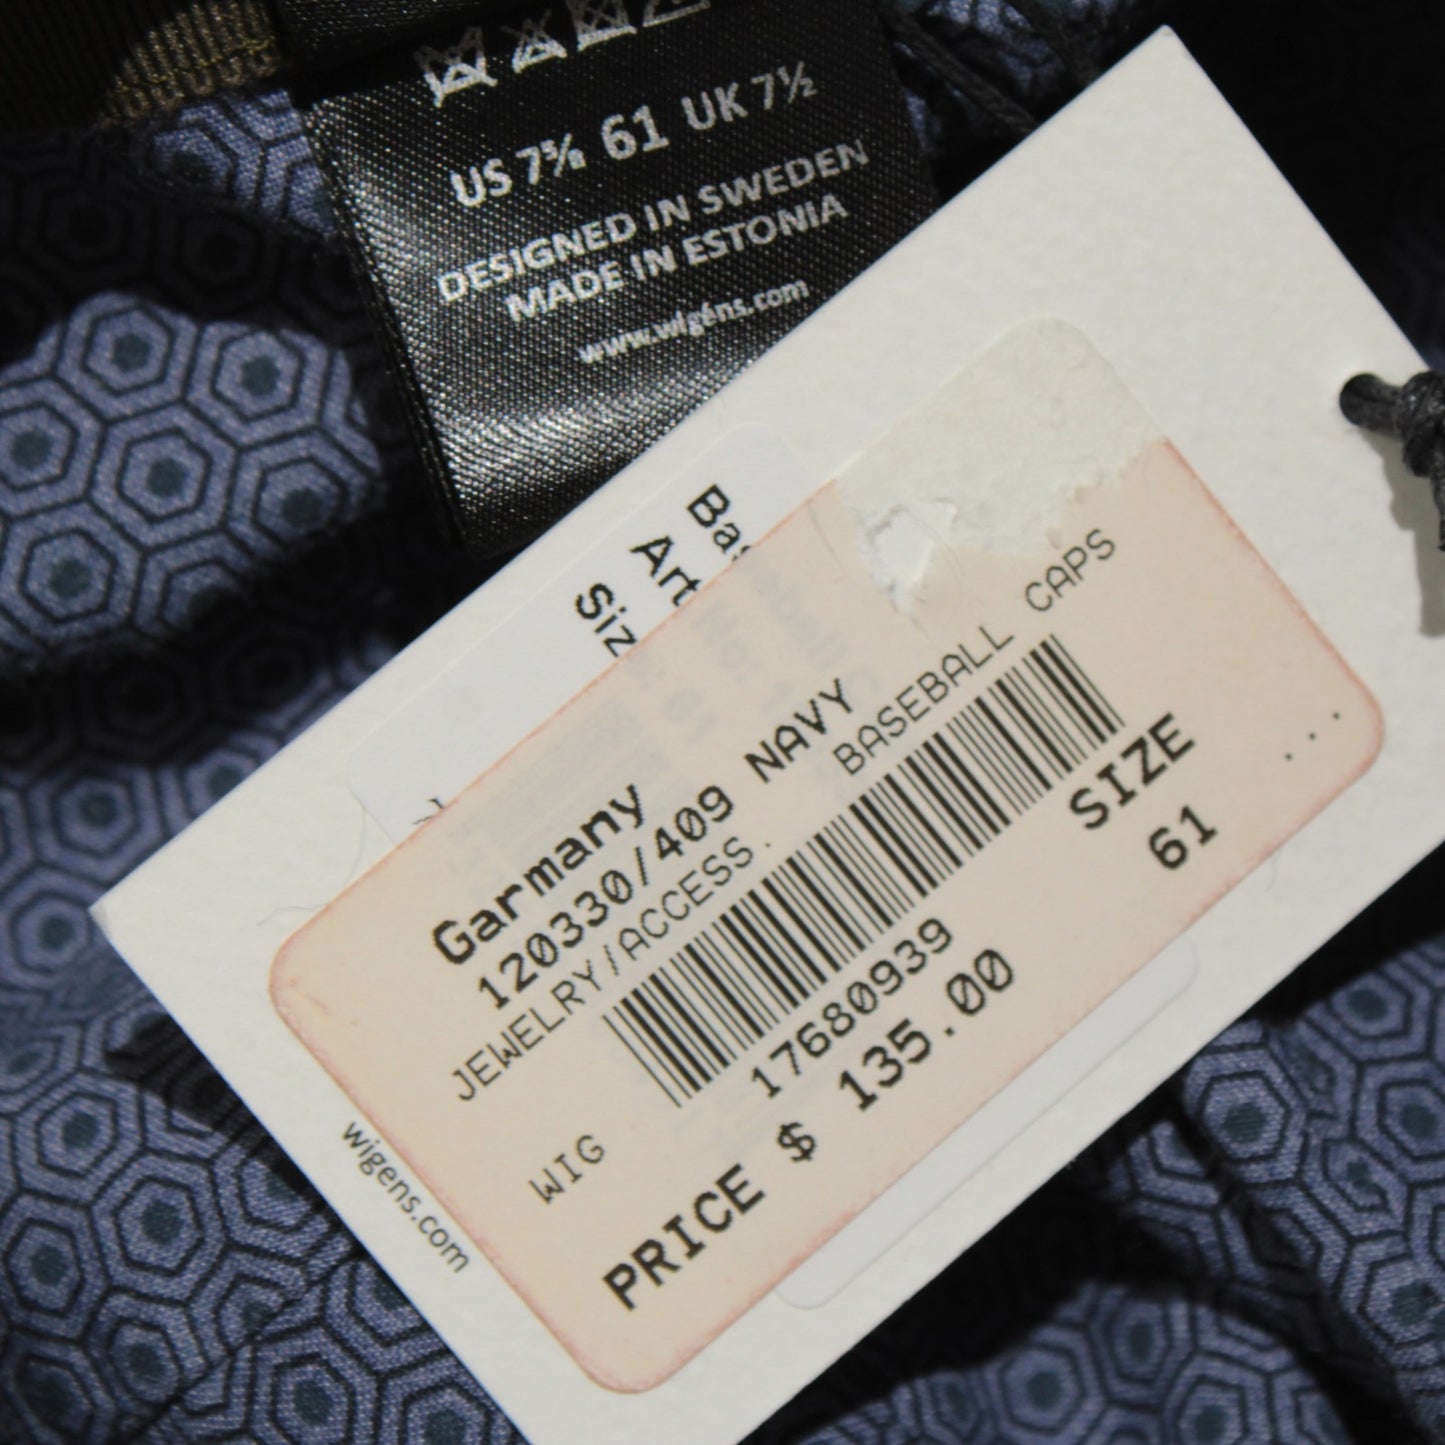 US 7⅝ 61 UK 7½
DESIGNED IN SWEDEN
MADE IN ESTONIA
www.wigéns.com
Garmany
120330/409 NAVY
JEWELRY/ACCESS. BASEBALL CAPS
SIZE
61
...
17680939
WIG
PRICE $ 135.00
wigens.com